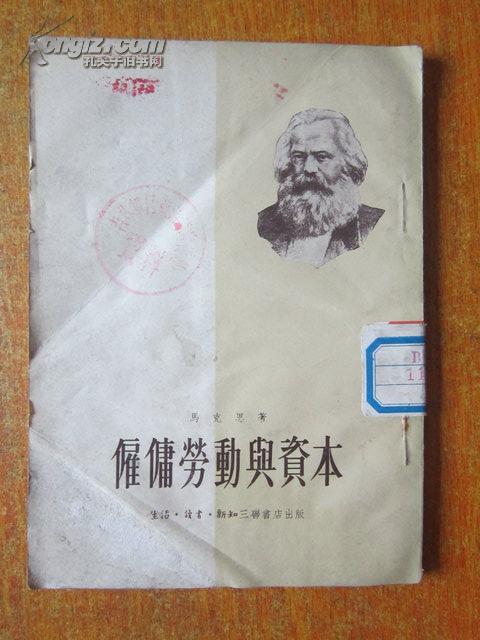 Kongfz.com
孔夫子旧书网
馬克思著
僱傭勞動與資本
生活·讀書·新知三聯書店出版
B
11